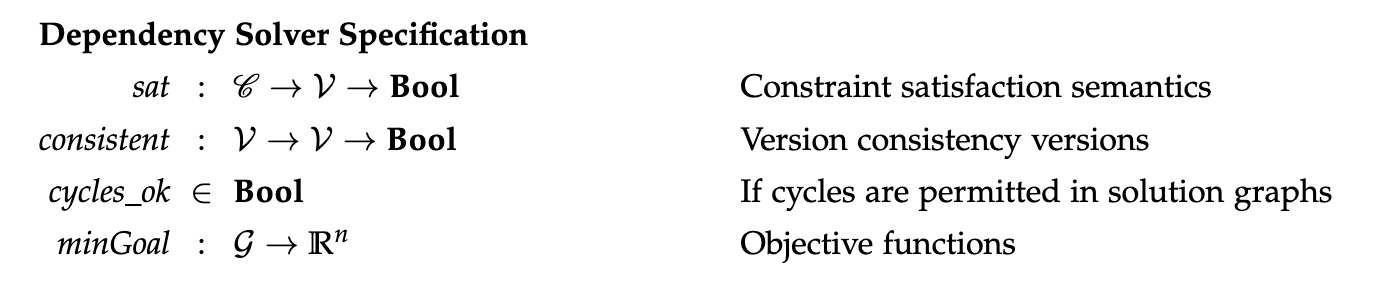 Dependency Solver Specification
sat : 𝒞 → 𝒱 → Bool Constraint satisfaction semantics
consistent : 𝒱 → 𝒱 → Bool Version consistency versions
cycles_ok ∈ Bool If cycles are permitted in solution graphs
minGoal : 𝒢 → ℝⁿ Objective functions